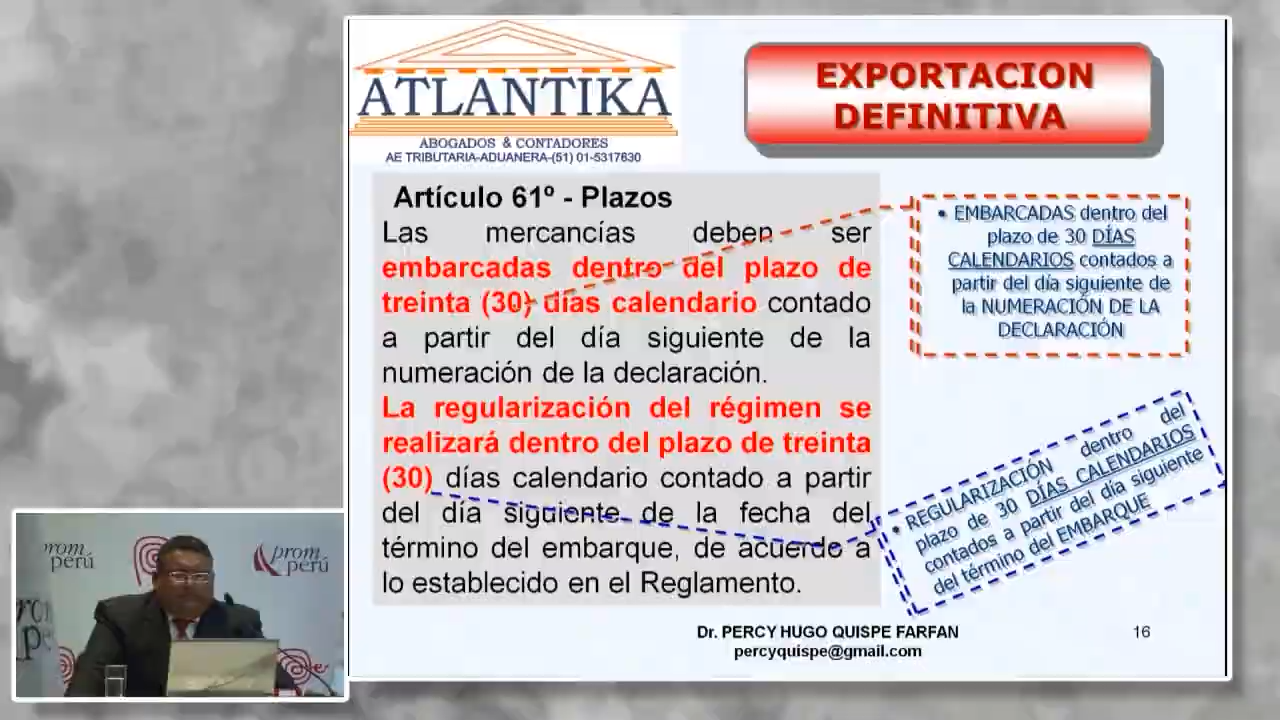 ATLANTIKA
ABOGADOS & CONTADORES
AE TRIBUTARIA-ADUANERA-(51) 01-5317630
EXPORTACION
DEFINITIVA
Artículo 61º - Plazos
Las mercancías deben ser
embarcadas dentro del plazo de
treinta (30) días calendario contado
a partir del día siguiente de la
numeración de la declaración.
La regularización del régimen se
realizará dentro del plazo de treinta
(30) días calendario contado a partir
del día siguiente de la fecha del
término del embarque, de acuerdo a
lo establecido en el Reglamento.
• EMBARCADAS dentro del
plazo de 30 DÍAS
CALENDARIOS contados a
partir del día siguiente de
la NUMERACIÓN DE LA
DECLARACIÓN
• REGULARIZACIÓN dentro del
plazo de 30 DÍAS CALENDARIOS
contados a partir del día siguiente
del término del EMBARQUE
Dr. PERCY HUGO QUISPE FARFAN
percyquispe@gmail.com
16
prom
perú
prom
perú